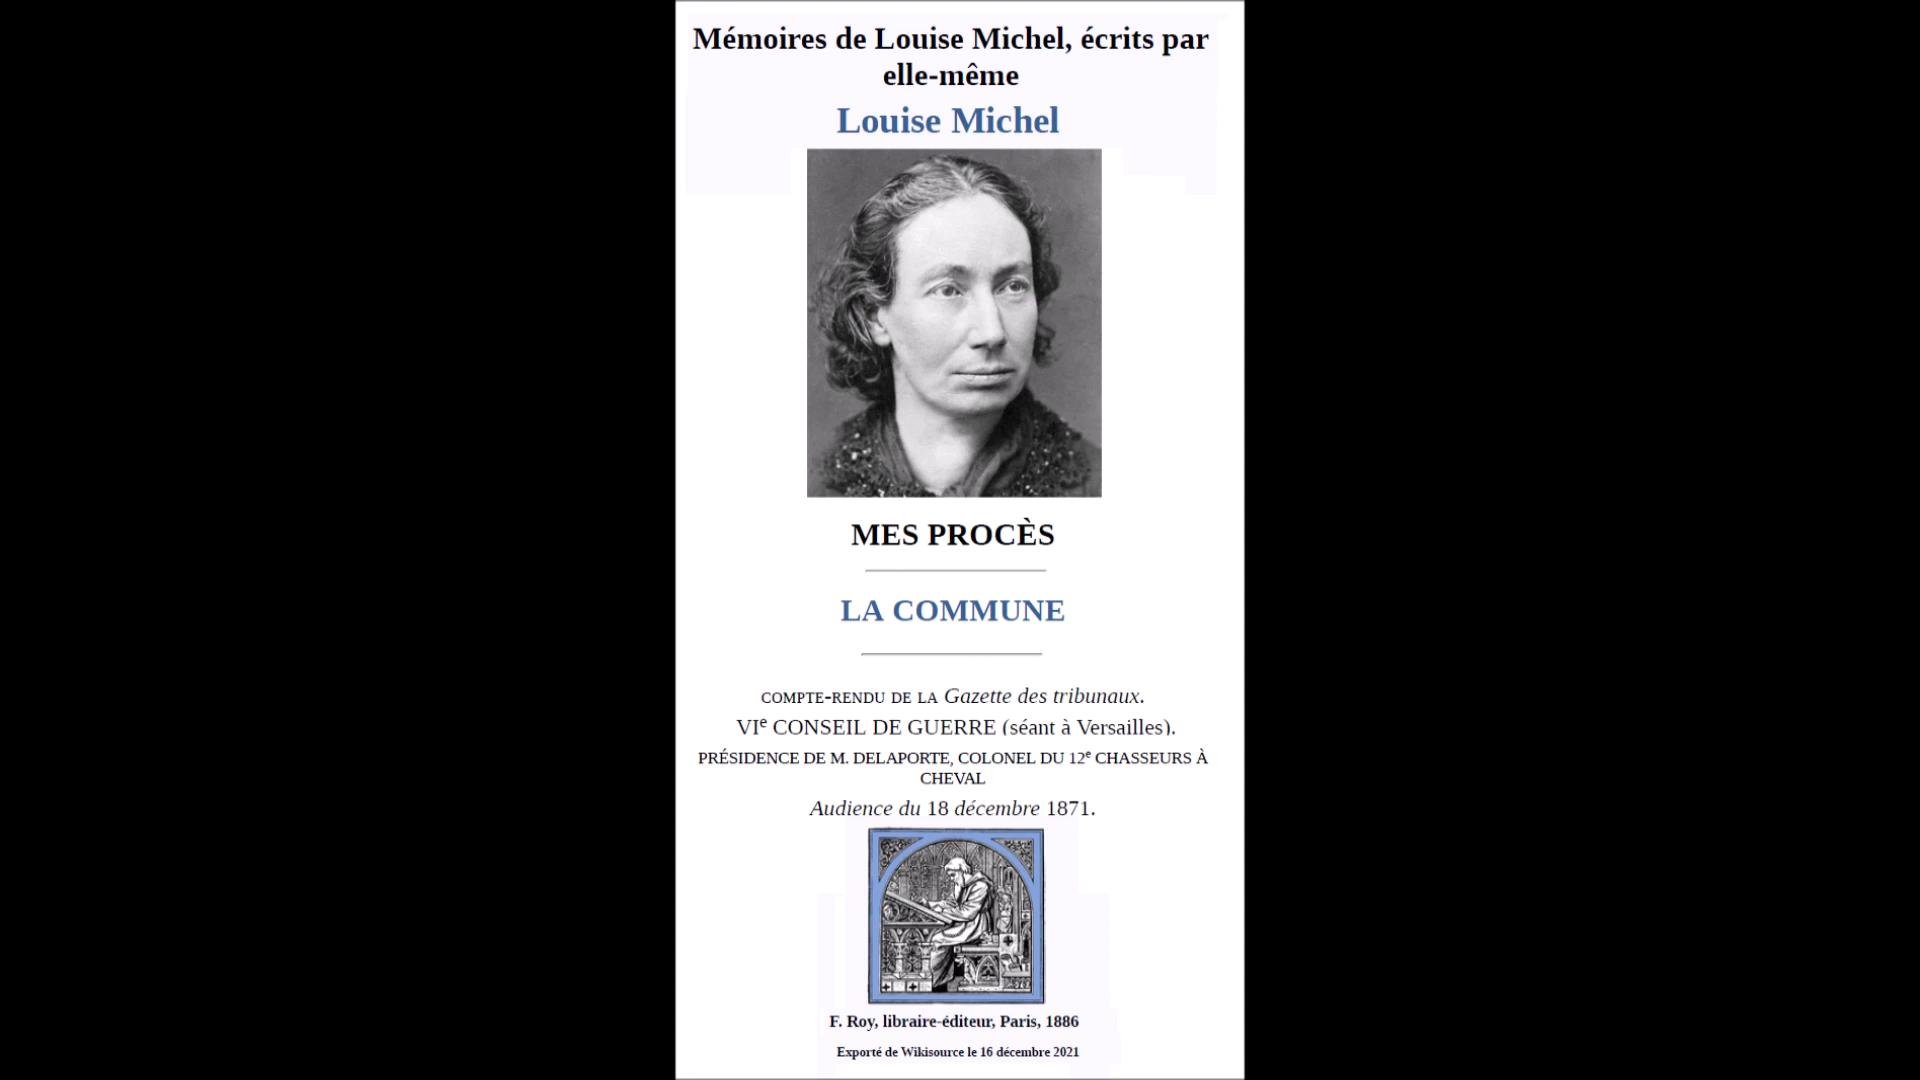 Mémoires de Louise Michel, écrits par
elle-même
Louise Michel
MES PROCÈS
LA COMMUNE
COMPTE-RENDU DE LA Gazette des tribunaux.
VIe CONSEIL DE GUERRE (séant à Versailles).
PRÉSIDENCE DE M. DELAPORTE, COLONEL DU 12e CHASSEURS À
CHEVAL
Audience du 18 décembre 1871.
F. Roy, libraire-éditeur, Paris, 1886
Exporté de Wikisource le 16 décembre 2021